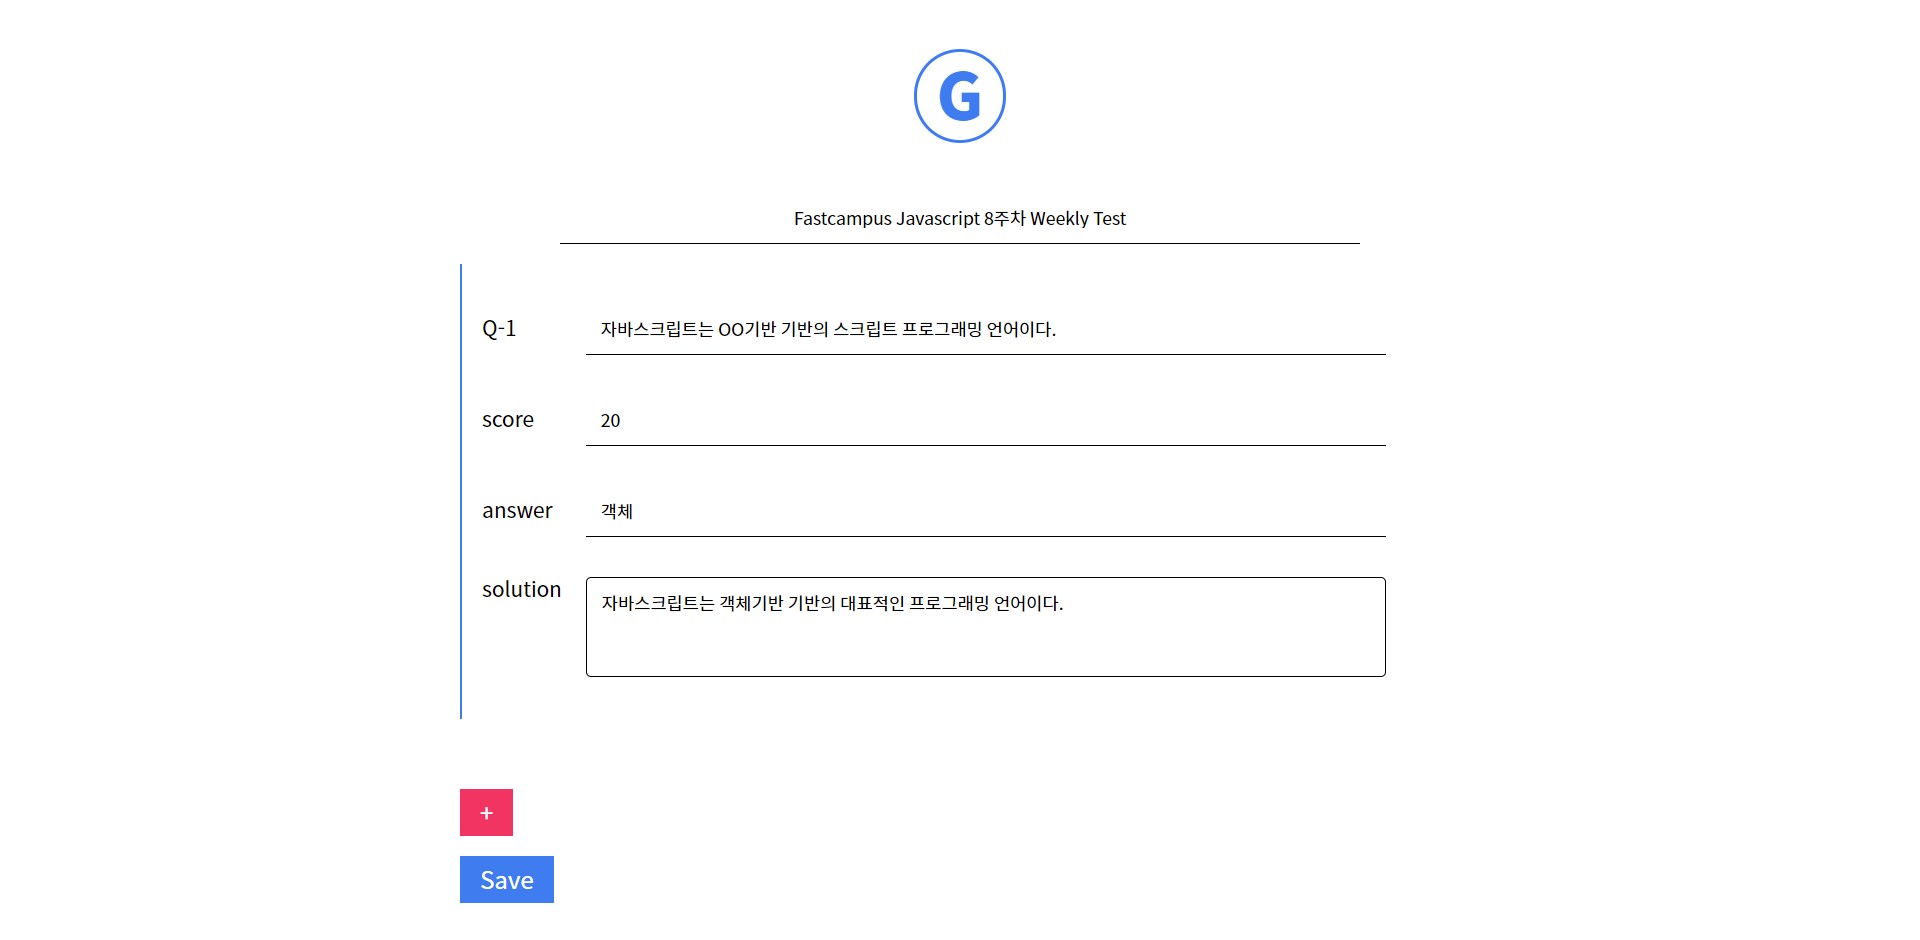 G
Fastcampus Javascript 8주차 Weekly Test
Q-1
자바스크립트는 OO기반 기반의 스크립트 프로그래밍 언어이다.
score
20
answer
객체
solution
자바스크립트는 객체기반 기반의 대표적인 프로그래밍 언어이다.
+
Save